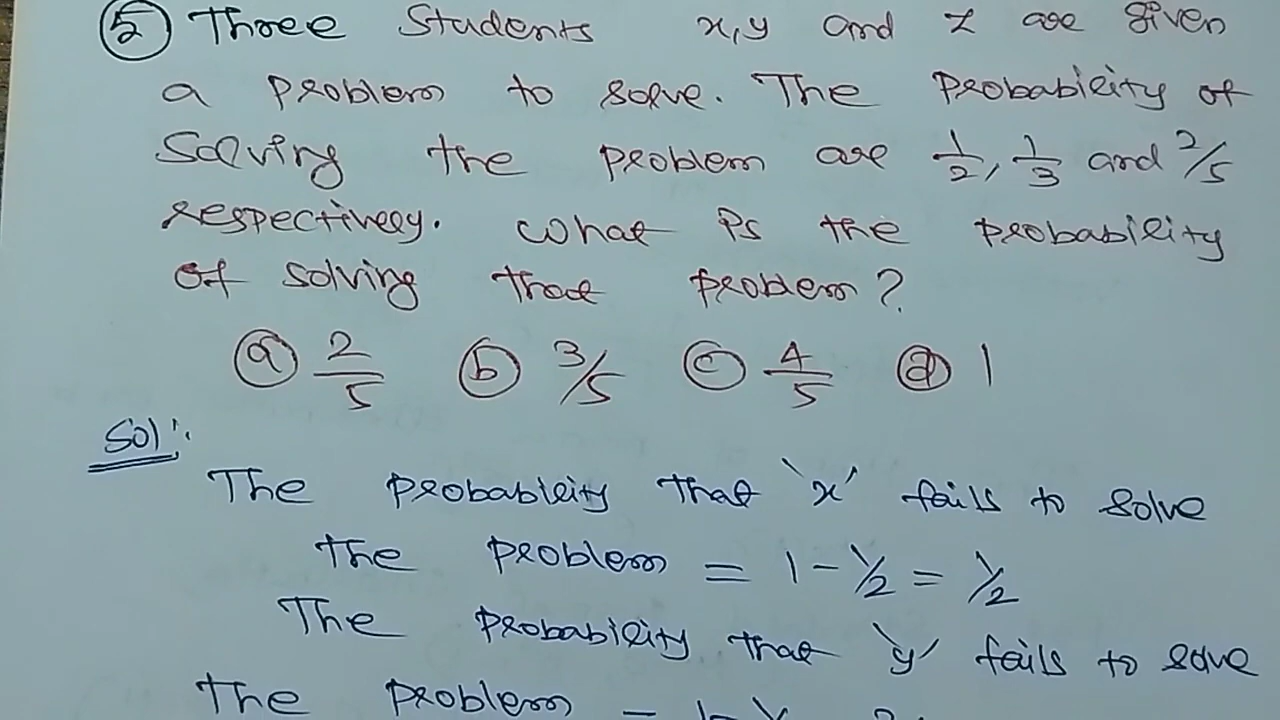 ⑤ Three Students x, y and z are given
a problem to solve. The Probability of
Solving the problem are 1/2, 1/3 and 2/5
respectively. What is the probability
of solving that problem?
ⓐ 2/5 ⓑ 3/5 ⓒ 4/5 ⓓ 1
Sol:
The probability that 'x' fails to solve
the problem = 1 - 1/2 = 1/2
The probability that 'y' fails to solve
The problem